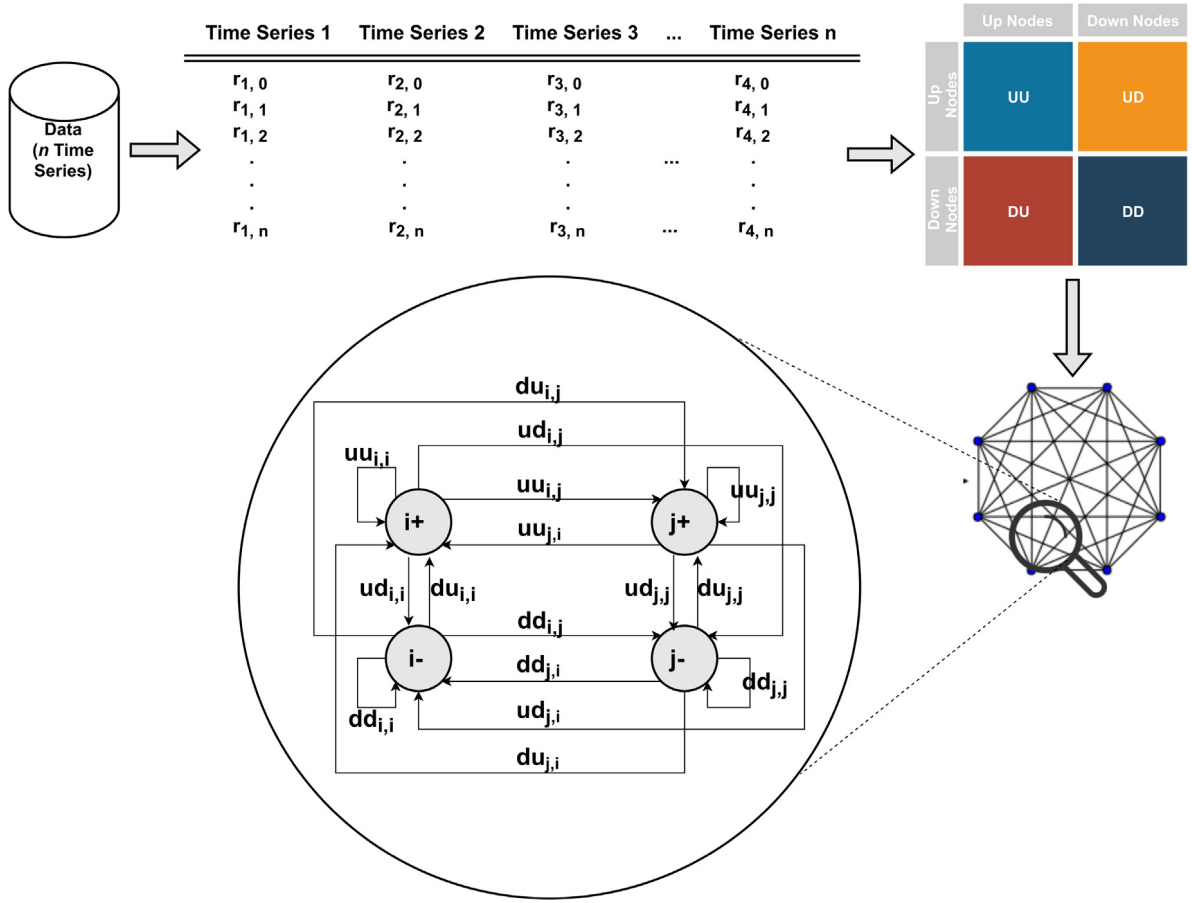 Time Series 1 Time Series 2 Time Series 3 ... Time Series n
Data
(n Time
Series)
r1, 0 r2, 0 r3, 0 r4, 0
r1, 1 r2, 1 r3, 1 r4, 1
r1, 2 r2, 2 r3, 2 r4, 2
. . . ... .
. . . .
. . . .
r1, n r2, n r3, n ... r4, n
Up Nodes Down Nodes
Up
Nodes
UU UD
Down
Nodes
DU DD
dui,j
udi,j
uui,i
uui,j
uuj,j
i+ j+
uuj,i
udi,i dui,i udj,j duj,j
ddi,j
i- j-
ddj,i
ddj,j
ddi,i
udj,i
duj,i